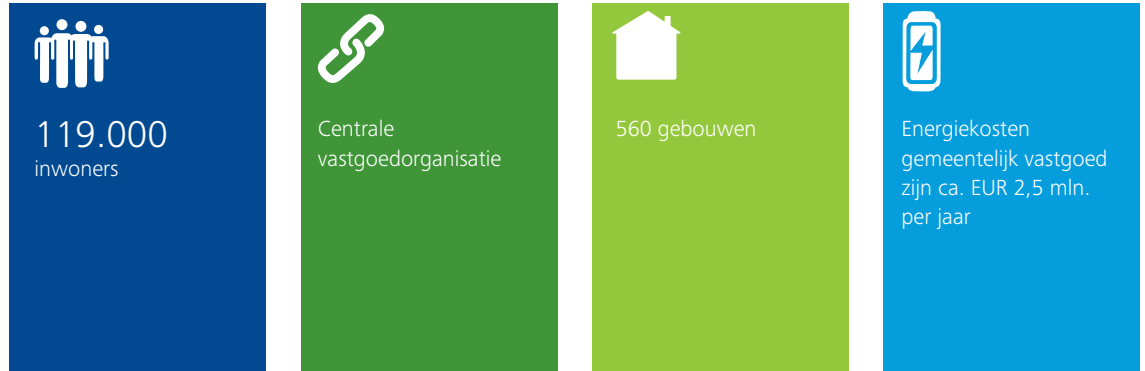 119.000
inwoners
Centrale
vastgoedorganisatie
560 gebouwen
Energiekosten
gemeentelijk vastgoed
zijn ca. EUR 2,5 mln.
per jaar